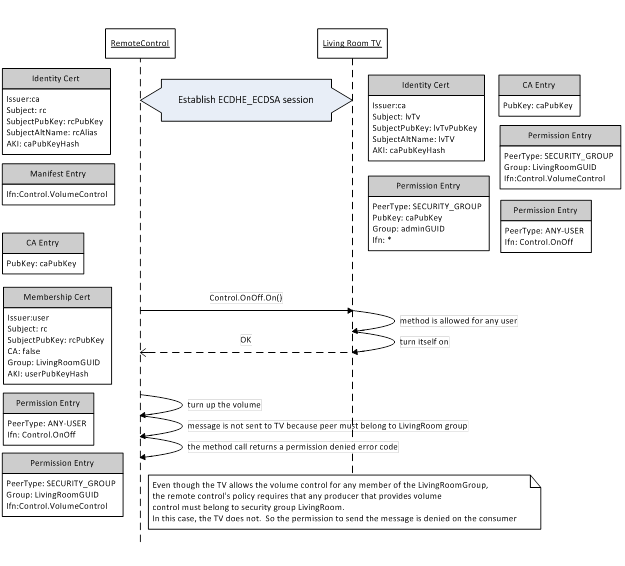 RemoteControl
Living Room TV
Establish ECDHE_ECDSA session
Identity Cert
Issuer:ca
Subject: rc
SubjectPubKey: rcPubKey
SubjectAltName: rcAlias
AKI: caPubKeyHash
Manifest Entry
Ifn:Control.VolumeControl
CA Entry
PubKey: caPubKey
Membership Cert
Issuer:user
Subject: rc
SubjectPubKey: rcPubKey
CA: false
Group: LivingRoomGUID
AKI: userPubKeyHash
Permission Entry
PeerType: ANY-USER
Ifn: Control.OnOff
Permission Entry
PeerType: SECURITY_GROUP
Group: LivingRoomGUID
Ifn:Control.VolumeControl
Identity Cert
Issuer:ca
Subject: lvTv
SubjectPubKey: lvTvPubKey
SubjectAltName: lvTV
AKI: caPubKeyHash
CA Entry
PubKey: caPubKey
Permission Entry
PeerType: SECURITY_GROUP
Group: LivingRoomGUID
Ifn:Control.VolumeControl
Permission Entry
PeerType: SECURITY_GROUP
PubKey: caPubKey
Group: adminGUID
Ifn: *
Permission Entry
PeerType: ANY-USER
Ifn: Control.OnOff
Control.OnOff.On()
method is allowed for any user
turn itself on
OK
turn up the volume
message is not sent to TV because peer must belong to LivingRoom group
the method call returns a permission denied error code
Even though the TV allows the volume control for any member of the LivingRoomGroup,
the remote control's policy requires that any producer that provides volume
control must belong to security group LivingRoom.
In this case, the TV does not.  So the permission to send the message is denied on the consumer